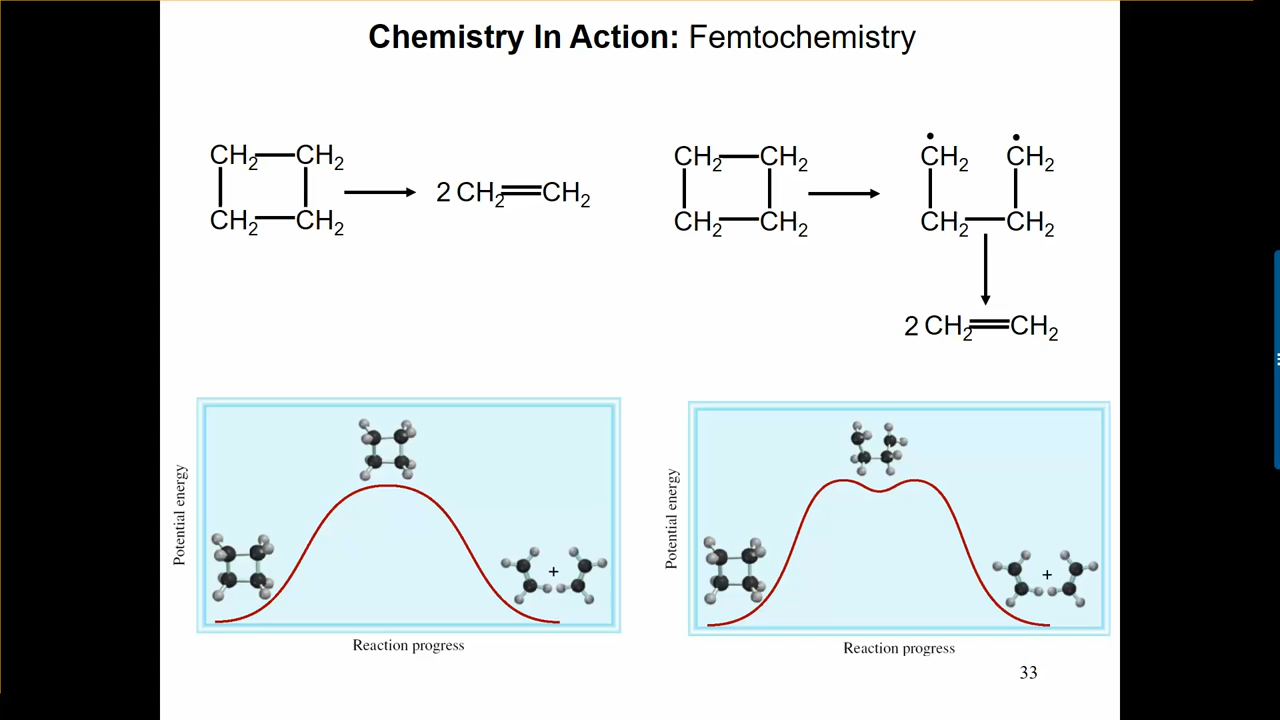 Chemistry In Action: Femtochemistry
CH₂ CH₂
CH₂ CH₂
2 CH₂ CH₂
CH₂ CH₂
CH₂ CH₂
• •
CH₂ CH₂
CH₂ CH₂
2 CH₂ CH₂
Potential energy
+
Reaction progress
Potential energy
+
Reaction progress
33